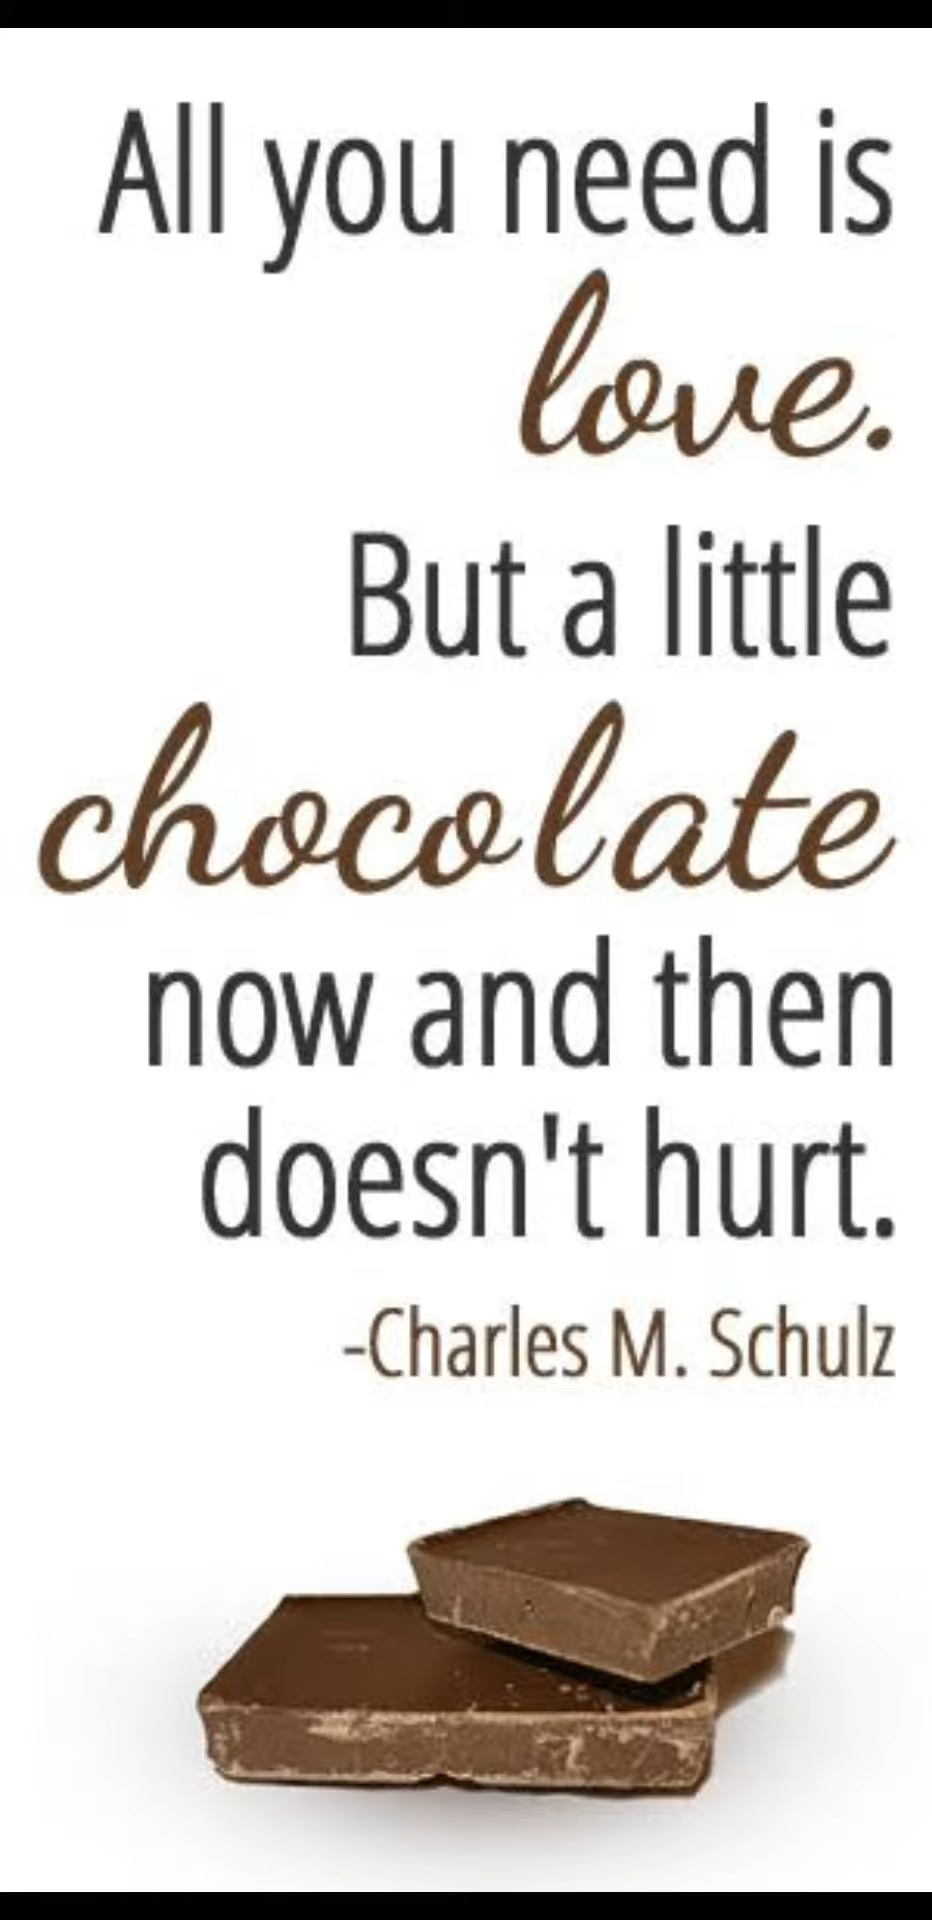 All you need is
love.
But a little
chocolate
now and then
doesn't hurt.
-Charles M. Schulz